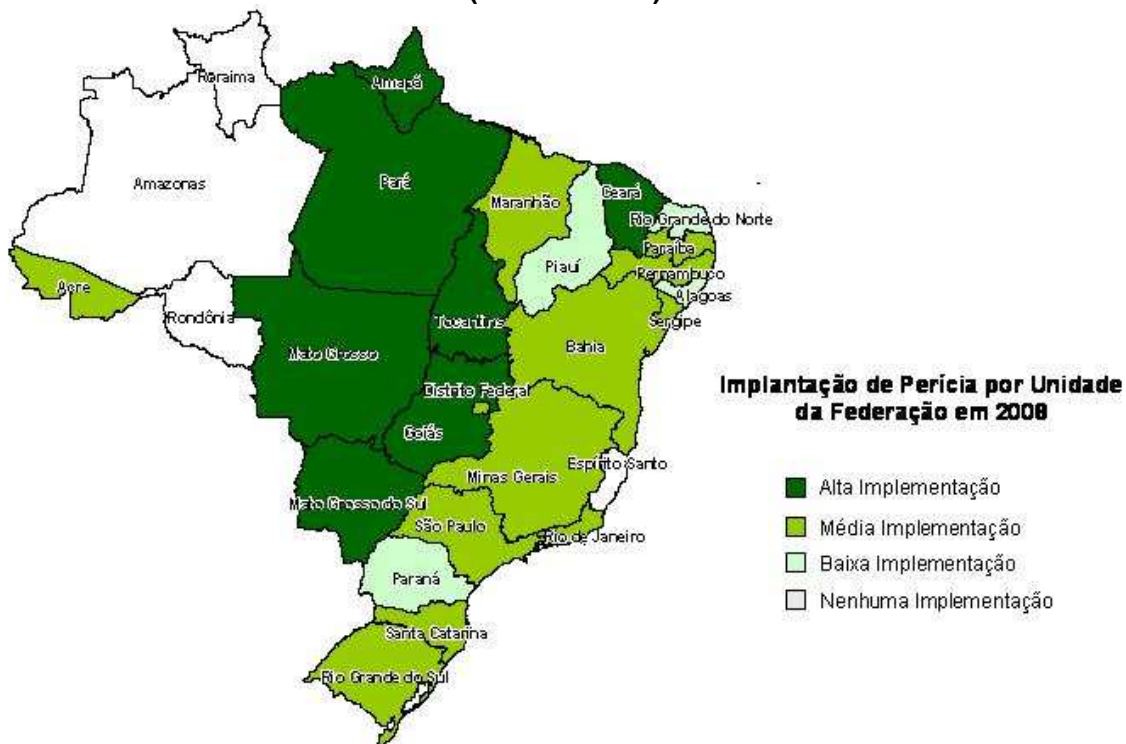 Roraima
Amapá
Amazonas
Pará
Maranhão
Ceará
Rio Grande do Norte
Paraíba
Piauí
Pernambuco
Alagoas
Acre
Sergipe
Rondônia
Tocantins
Bahia
Mato Grosso
Distrito Federal
Goiás
Espírito Santo
Minas Gerais
Mato Grosso do Sul
São Paulo
Rio de Janeiro
Paraná
Santa Catarina
Rio Grande do Sul
Implantação de Perícia por Unidade
da Federação em 2008
Alta Implementação
Média Implementação
Baixa Implementação
Nenhuma Implementação